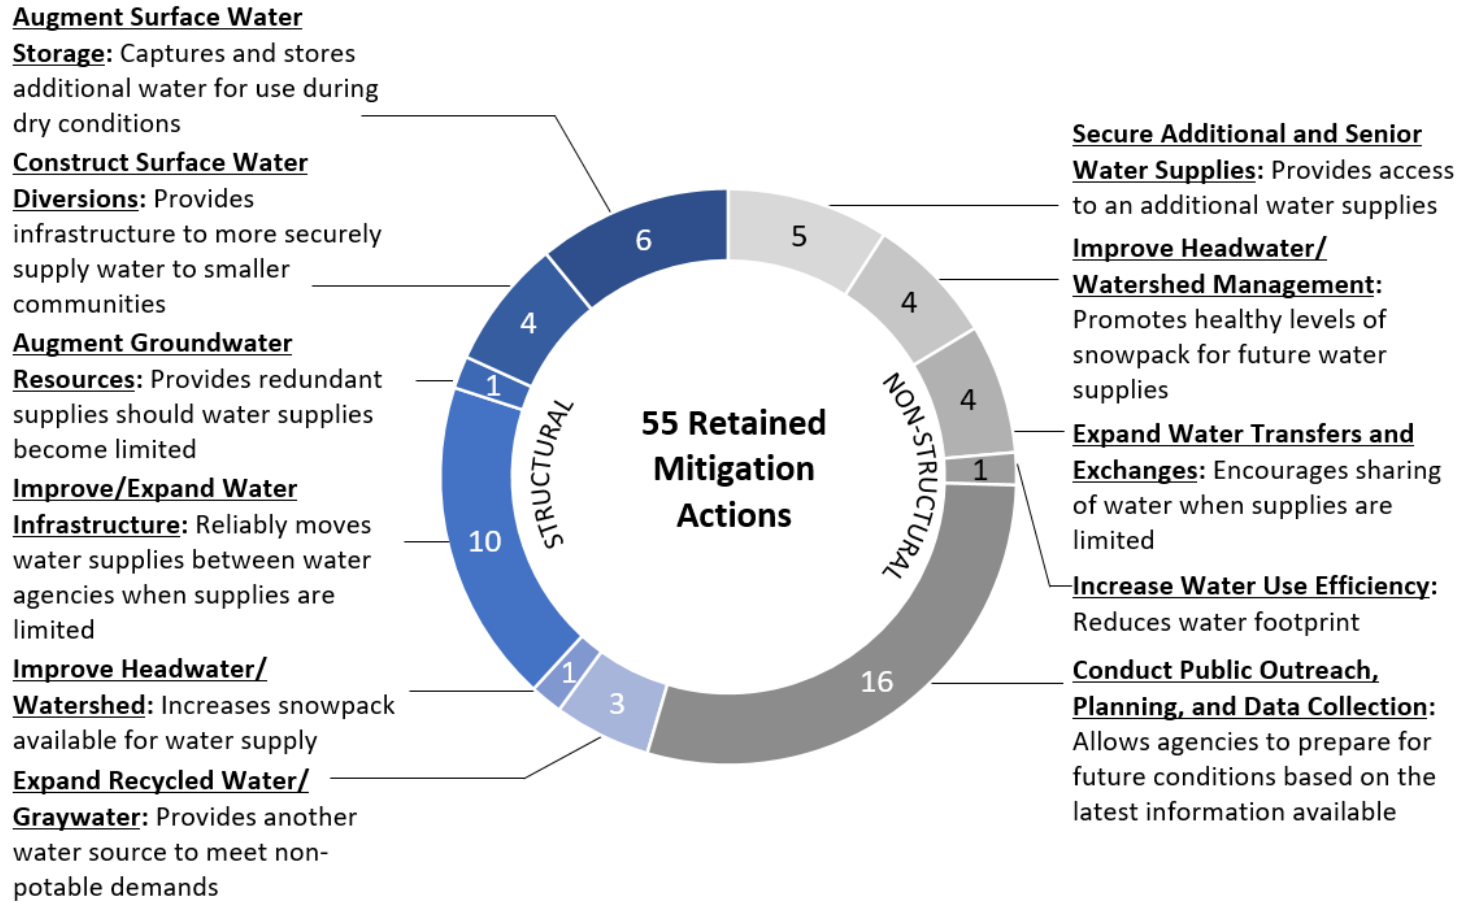 Augment Surface Water
Storage: Captures and stores
additional water for use during
dry conditions
Construct Surface Water
Diversions: Provides
infrastructure to more securely
supply water to smaller
communities
Augment Groundwater
Resources: Provides redundant
supplies should water supplies
become limited
Improve/Expand Water
Infrastructure: Reliably moves
water supplies between water
agencies when supplies are
limited
Improve Headwater/
Watershed: Increases snowpack
available for water supply
Expand Recycled Water/
Graywater: Provides another
water source to meet non-
potable demands
6
4
1
10
1
3
STRUCTURAL
55 Retained
Mitigation
Actions
NON-STRUCTURAL
5
4
4
1
16
Secure Additional and Senior
Water Supplies: Provides access
to an additional water supplies
Improve Headwater/
Watershed Management:
Promotes healthy levels of
snowpack for future water
supplies
Expand Water Transfers and
Exchanges: Encourages sharing
of water when supplies are
limited
Increase Water Use Efficiency:
Reduces water footprint
Conduct Public Outreach,
Planning, and Data Collection:
Allows agencies to prepare for
future conditions based on the
latest information available